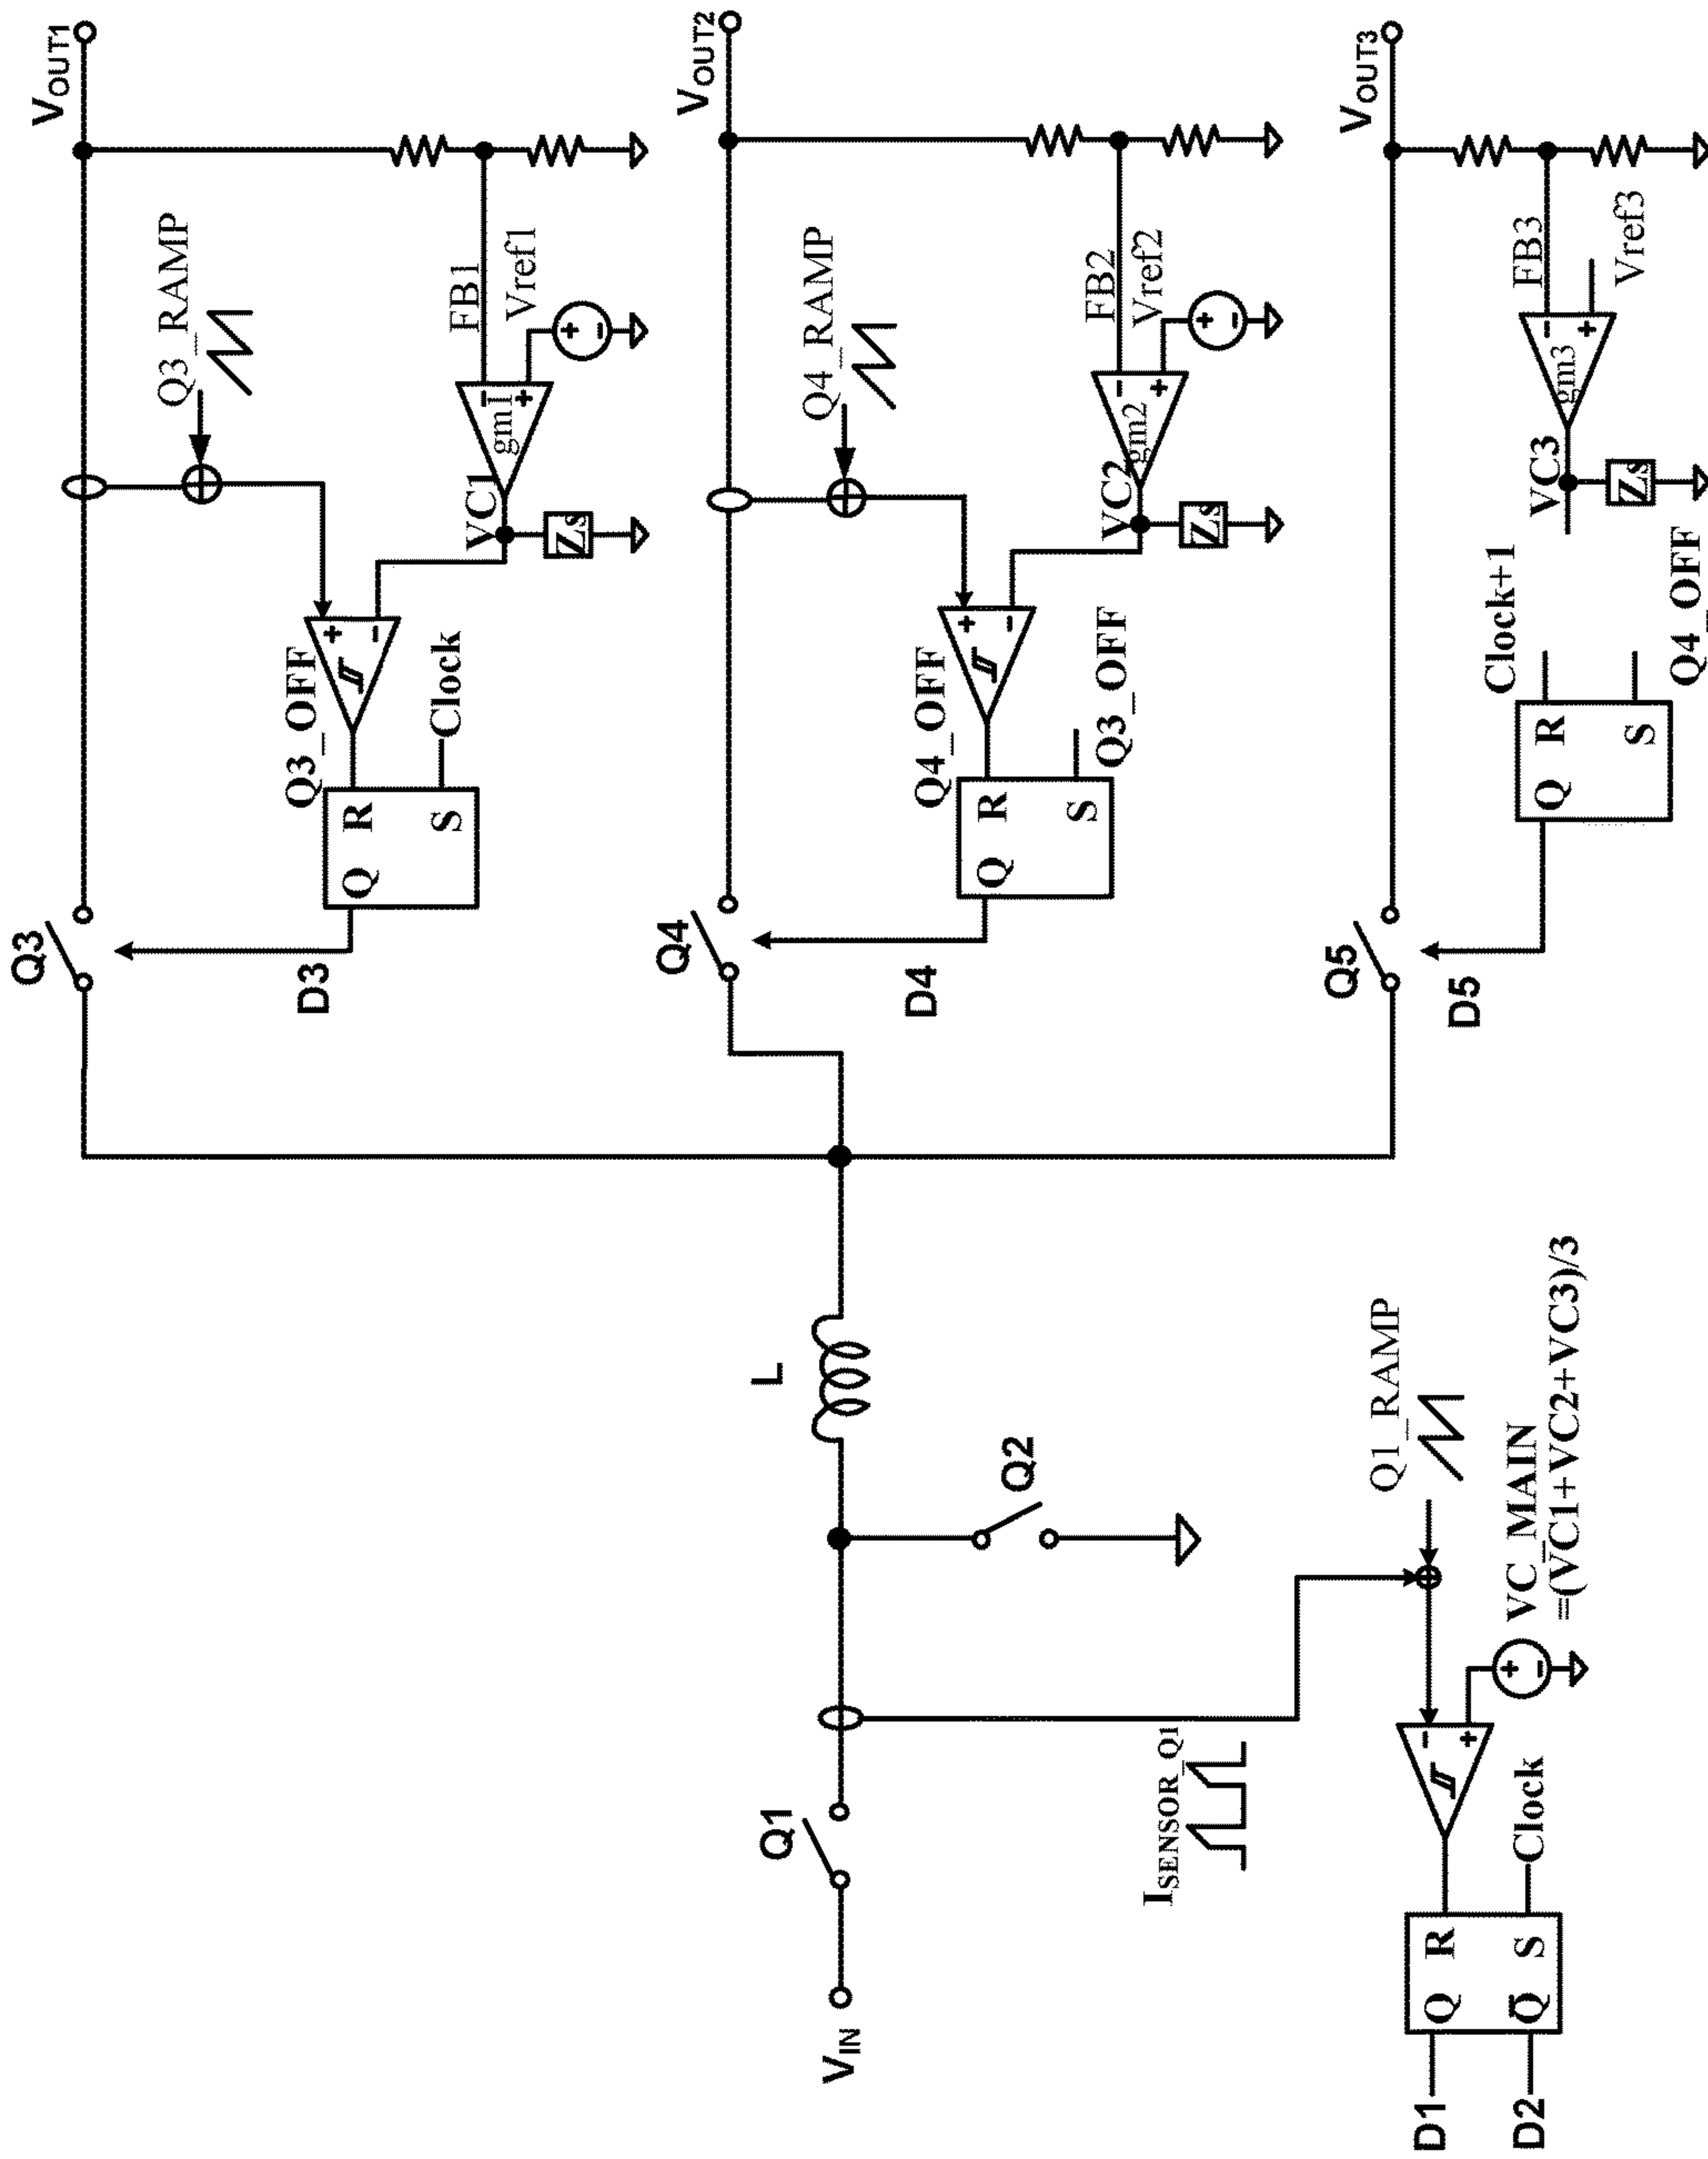 VOUT1
Q3_RAMP
FB1
Vref1
gm1
VC1
Zs
Q3_OFF
Clock
Q R
S
Q3
D3
VOUT2
Q4_RAMP
FB2
Vref2
gm2
VC2
Zs
Q4_OFF
Q3_OFF
Q R
S
Q4
D4
VOUT3
FB3
Vref3
gm3
VC3
Zs
Clock+1
Q4_OFF
Q R
S
Q5
D5
L
Q2
Q1
VIN
ISENSOR_Q1
Q1_RAMP
VC_MAIN
=(VC1+VC2+VC3)/3
Clock
Q R
Q̄ S
D1
D2